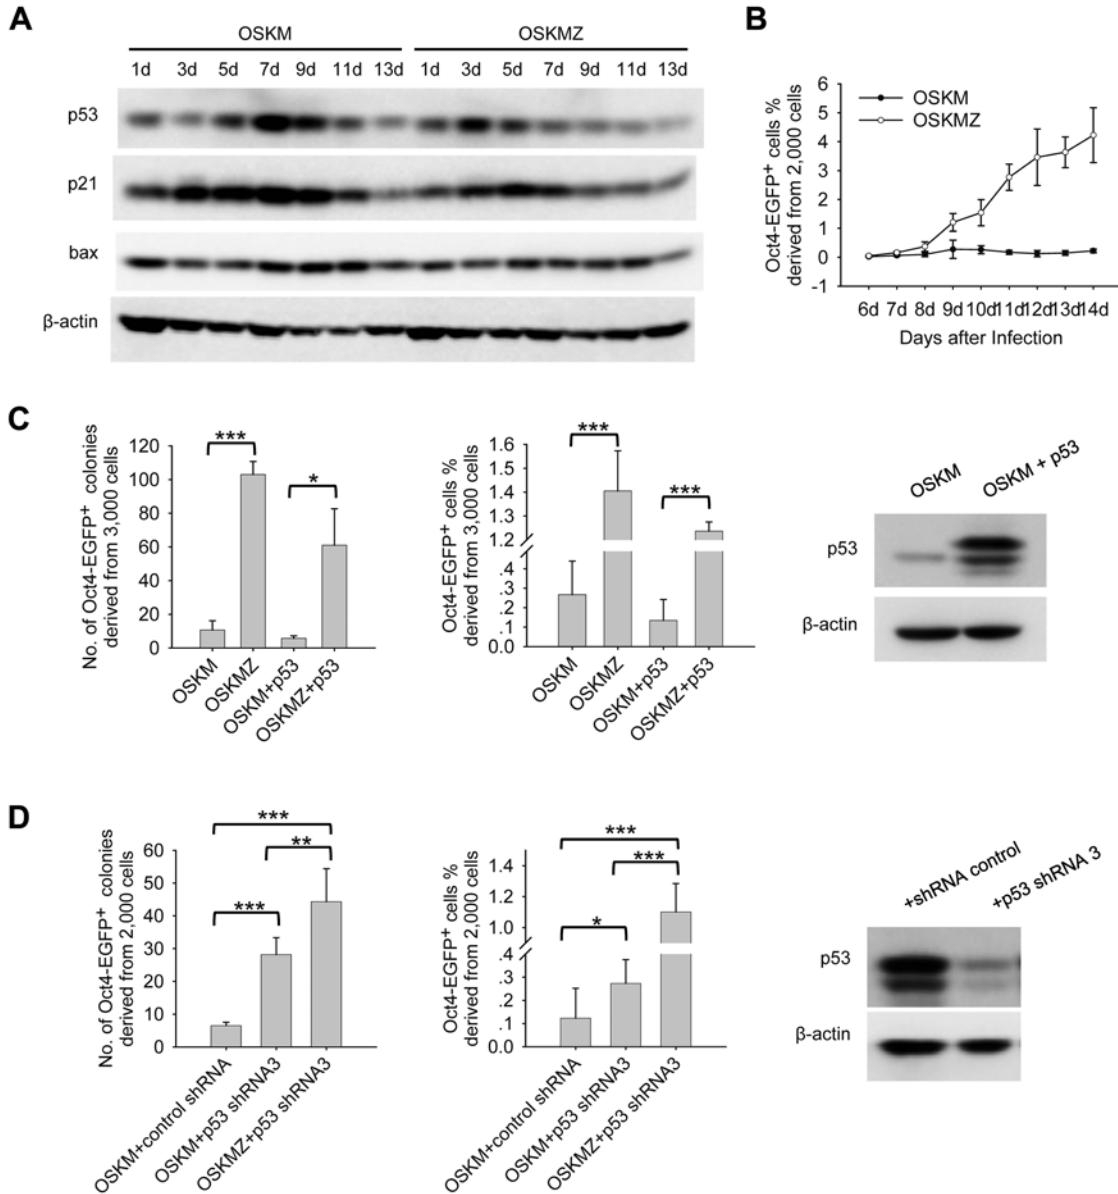 A
OSKM OSKMZ
1d 3d 5d 7d 9d 11d 13d 1d 3d 5d 7d 9d 11d 13d
p53
p21
bax
β-actin
B
Oct4-EGFP+ cells %
derived from 2,000 cells
6
5
4
3
2
1
0
-1
OSKM
OSKMZ
6d 7d 8d 9d 10d 11d 12d 13d 14d
Days after Infection
C
No. of Oct4-EGFP+ colonies
derived from 3,000 cells
120
100
80
60
40
20
0
***
*
OSKM
OSKMZ
OSKM+p53
OSKMZ+p53
Oct4-EGFP+ cells %
derived from 3,000 cells
1.6
1.5
1.4
1.3
1.2
.4
.3
.2
.1
0.0
***
***
OSKM
OSKMZ
OSKM+p53
OSKMZ+p53
OSKM
OSKM + p53
p53
β-actin
D
No. of Oct4-EGFP+ colonies
derived from 2,000 cells
60
50
40
30
20
10
0
***
**
***
OSKM+control shRNA
OSKM+p53 shRNA3
OSKMZ+p53 shRNA3
Oct4-EGFP+ cells %
derived from 2,000 cells
1.4
1.2
1.0
.4
.3
.2
.1
0.0
***
***
*
OSKM+control shRNA
OSKM+p53 shRNA3
OSKMZ+p53 shRNA3
+shRNA control
+p53 shRNA 3
p53
β-actin